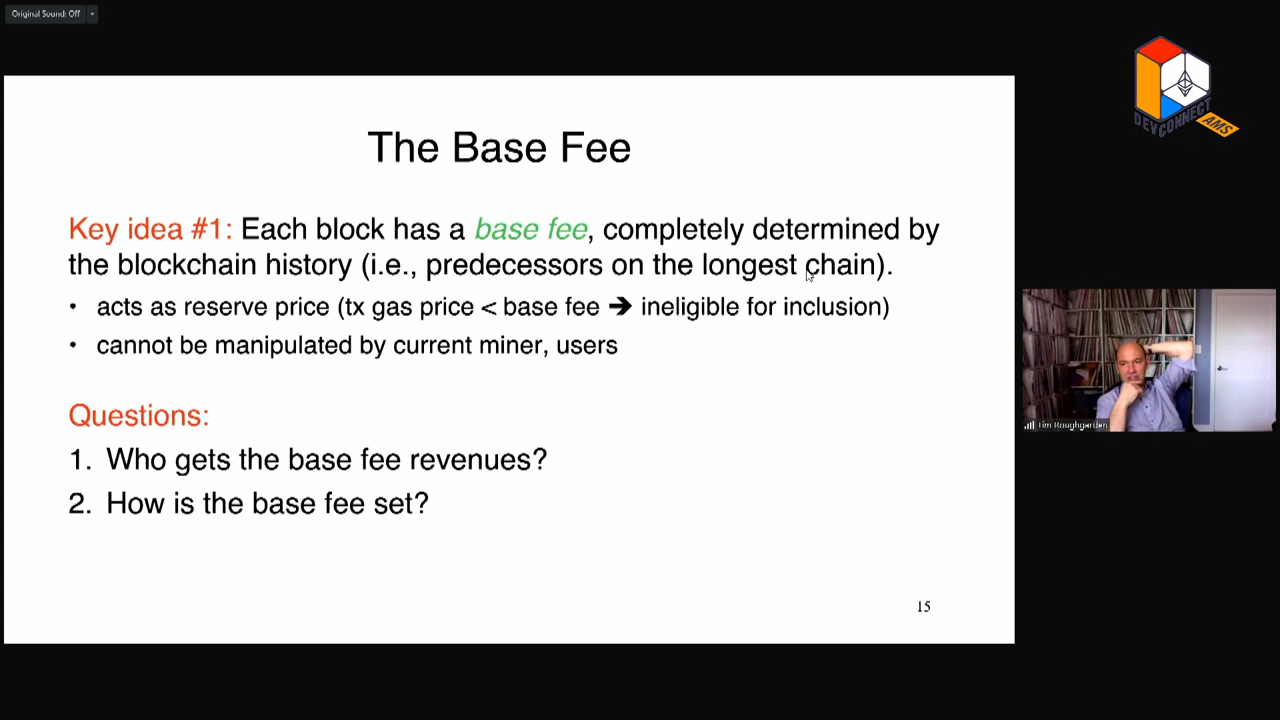 Original Sound: Off
DEVCONNECT
AMS
The Base Fee
Key idea #1: Each block has a base fee, completely determined by
the blockchain history (i.e., predecessors on the longest chain).
• acts as reserve price (tx gas price < base fee ➔ ineligible for inclusion)
• cannot be manipulated by current miner, users
Tim Roughgarden
Questions:
1. Who gets the base fee revenues?
2. How is the base fee set?
15